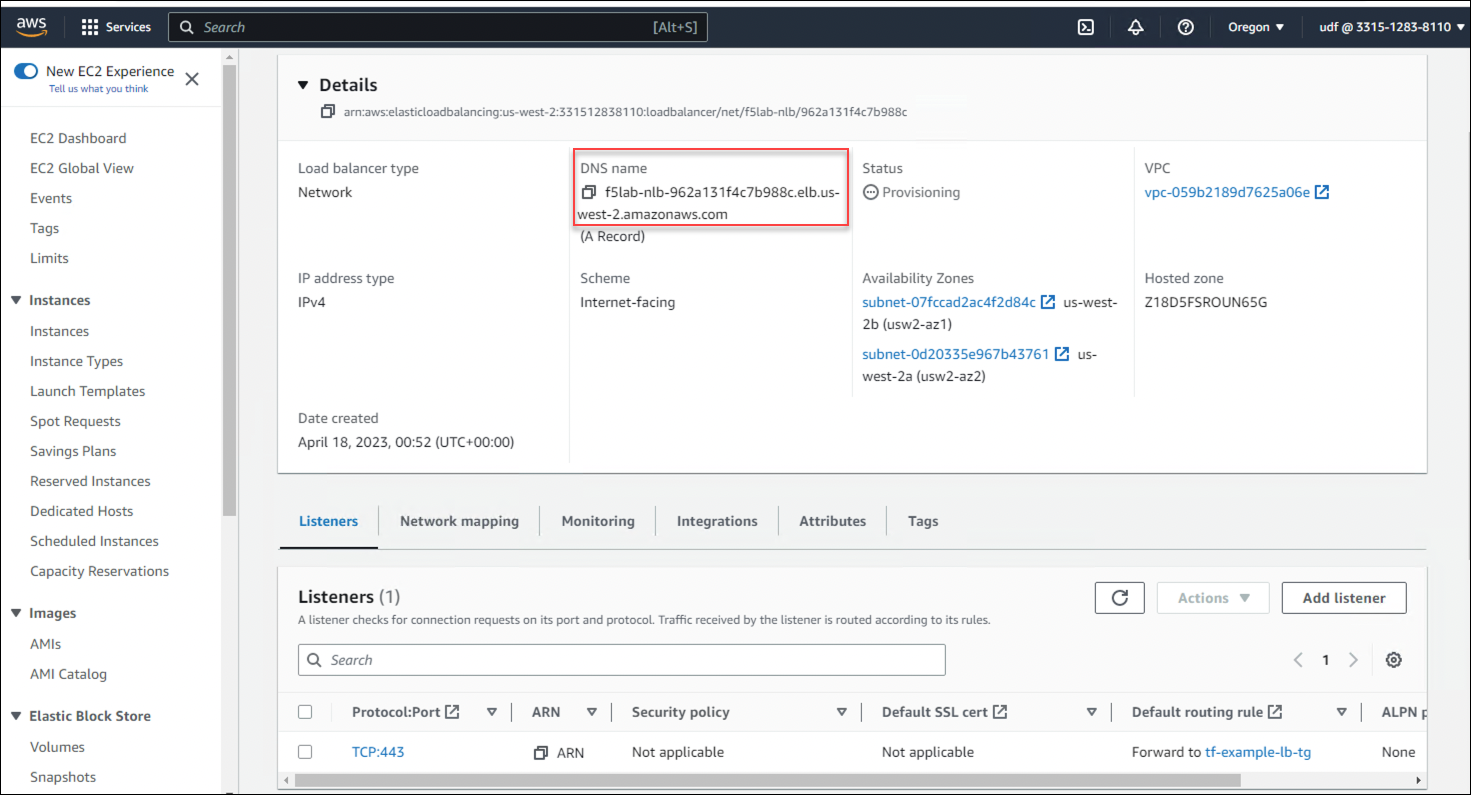 aws
Services
Search
[Alt+S]
Oregon
udf @ 3315-1283-8110
New EC2 Experience
Tell us what you think
EC2 Dashboard
EC2 Global View
Events
Tags
Limits
Instances
Instances
Instance Types
Launch Templates
Spot Requests
Savings Plans
Reserved Instances
Dedicated Hosts
Scheduled Instances
Capacity Reservations
Images
AMIs
AMI Catalog
Elastic Block Store
Volumes
Snapshots
Details
arn:aws:elasticloadbalancing:us-west-2:331512838110:loadbalancer/net/f5lab-nlb/962a131f4c7b988c
Load balancer type
Network
DNS name
f5lab-nlb-962a131f4c7b988c.elb.us-
west-2.amazonaws.com
(A Record)
Status
Provisioning
VPC
vpc-059b2189d7625a06e
IP address type
IPv4
Scheme
Internet-facing
Availability Zones
subnet-07fccad2ac4f2d84c us-west-
2b (usw2-az1)
subnet-0d20335e967b43761 us-
west-2a (usw2-az2)
Hosted zone
Z18D5FSROUN65G
Date created
April 18, 2023, 00:52 (UTC+00:00)
Listeners
Network mapping
Monitoring
Integrations
Attributes
Tags
Listeners (1)
A listener checks for connection requests on its port and protocol. Traffic received by the listener is routed according to its rules.
Actions
Add listener
Search
1
Protocol:Port
ARN
Security policy
Default SSL cert
Default routing rule
ALPN p
TCP:443
ARN
Not applicable
Not applicable
Forward to tf-example-lb-tg
None